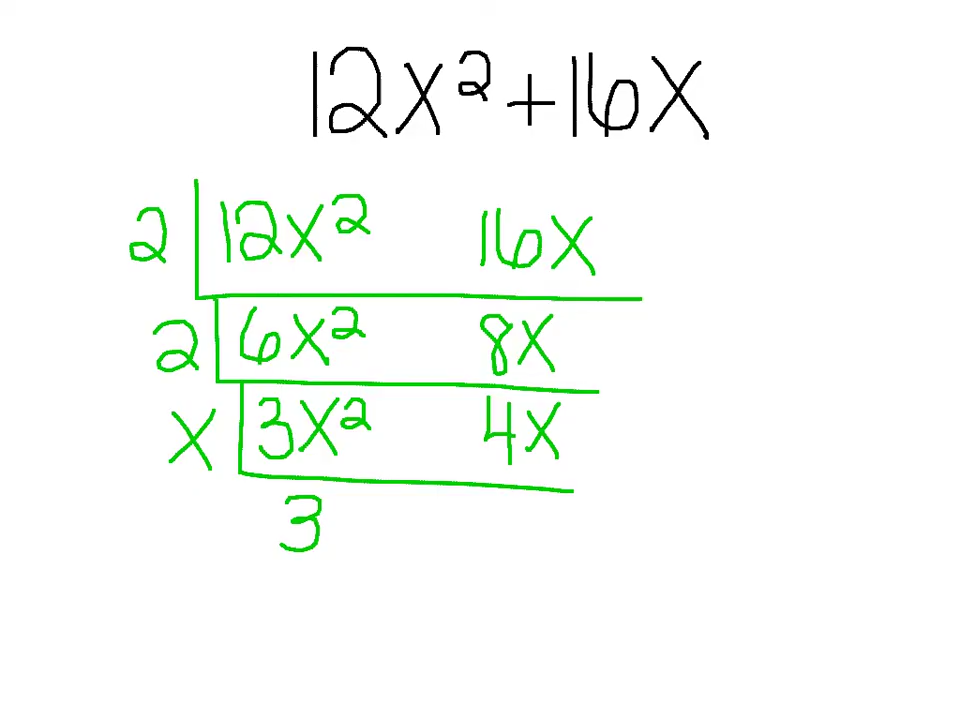 12x²+16x
2 12x² 16x
2 6x² 8x
x 3x² 4x
3